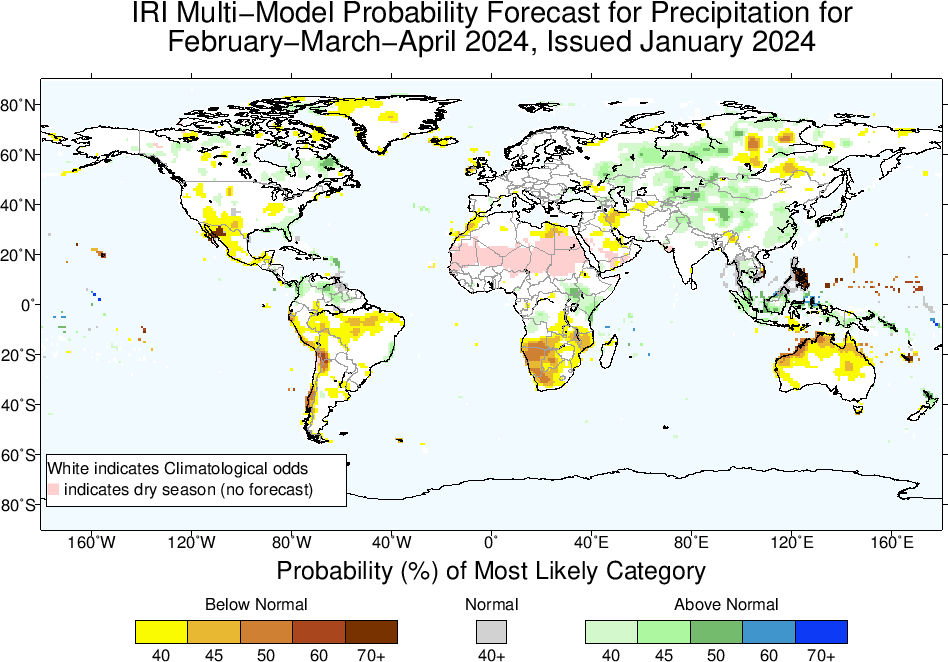 IRI Multi−Model Probability Forecast for Precipitation for
February−March−April 2024, Issued January 2024
80°N
60°N
40°N
20°N
0°
20°S
40°S
60°S
80°S
White indicates Climatological odds
indicates dry season (no forecast)
160°W 120°W 80°W 40°W 0° 40°E 80°E 120°E 160°E
Probability (%) of Most Likely Category
Below Normal Normal Above Normal
40 45 50 60 70+ 40+ 40 45 50 60 70+